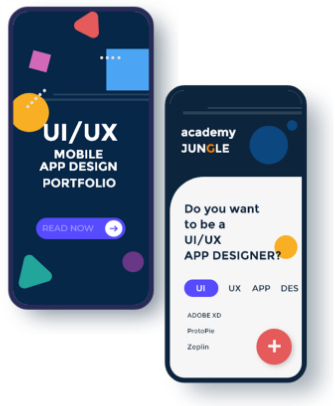 UI/UX
MOBILE
APP DESIGN
PORTFOLIO
READ NOW
academy
JUNGLE
Do you want
to be a
UI/UX
APP DESIGNER?
UI UX APP DES
ADOBE XD
ProtoPie
Zeplin